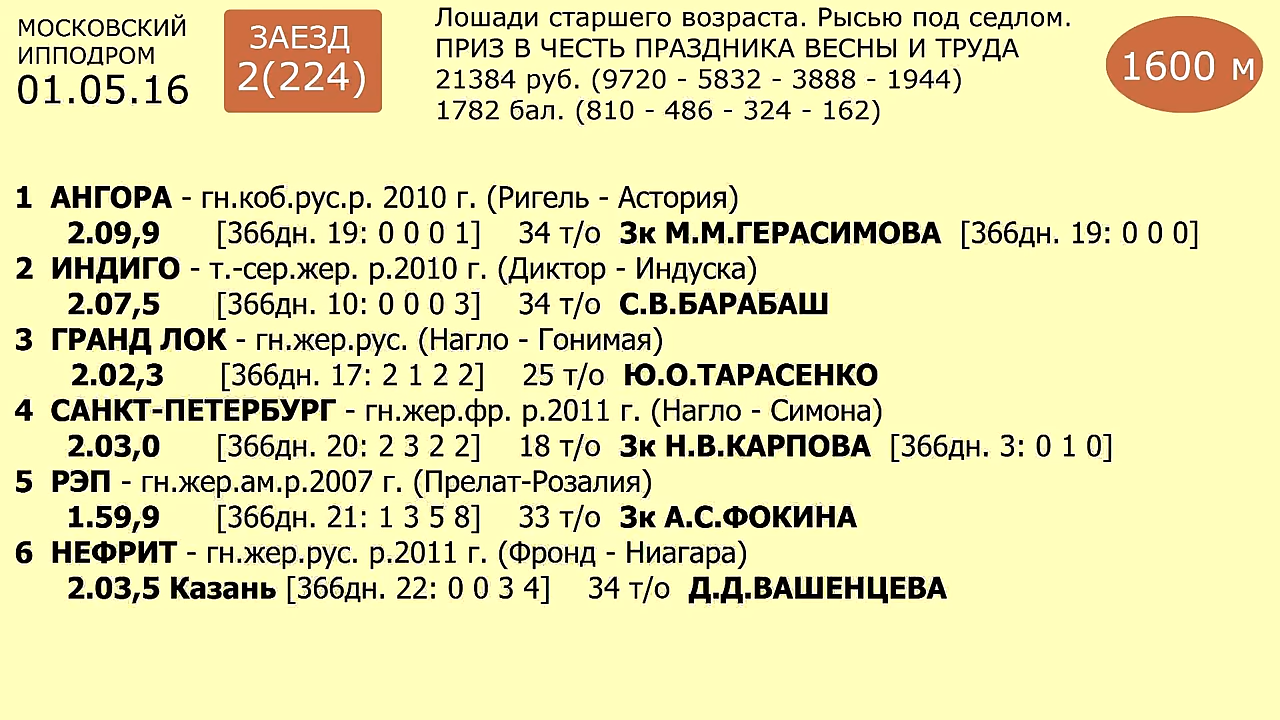 МОСКОВСКИЙ
ИППОДРОМ
01.05.16
ЗАЕЗД
2(224)
Лошади старшего возраста. Рысью под седлом.
ПРИЗ В ЧЕСТЬ ПРАЗДНИКА ВЕСНЫ И ТРУДА
21384 руб. (9720 - 5832 - 3888 - 1944)
1782 бал. (810 - 486 - 324 - 162)
1600 м
1 АНГОРА - гн.коб.рус.р. 2010 г. (Ригель - Астория)
2.09,9 [366дн. 19: 0 0 0 1] 34 т/о 3к М.М.ГЕРАСИМОВА [366дн. 19: 0 0 0]
2 ИНДИГО - т.-сер.жер. р.2010 г. (Диктор - Индуска)
2.07,5 [366дн. 10: 0 0 0 3] 34 т/о С.В.БАРАБАШ
3 ГРАНД ЛОК - гн.жер.рус. (Нагло - Гонимая)
2.02,3 [366дн. 17: 2 1 2 2] 25 т/о Ю.О.ТАРАСЕНКО
4 САНКТ-ПЕТЕРБУРГ - гн.жер.фр. р.2011 г. (Нагло - Симона)
2.03,0 [366дн. 20: 2 3 2 2] 18 т/о 3к Н.В.КАРПОВА [366дн. 3: 0 1 0]
5 РЭП - гн.жер.ам.р.2007 г. (Прелат-Розалия)
1.59,9 [366дн. 21: 1 3 5 8] 33 т/о 3к А.С.ФОКИНА
6 НЕФРИТ - гн.жер.рус. р.2011 г. (Фронд - Ниагара)
2.03,5 Казань [366дн. 22: 0 0 3 4] 34 т/о Д.Д.ВАШЕНЦЕВА